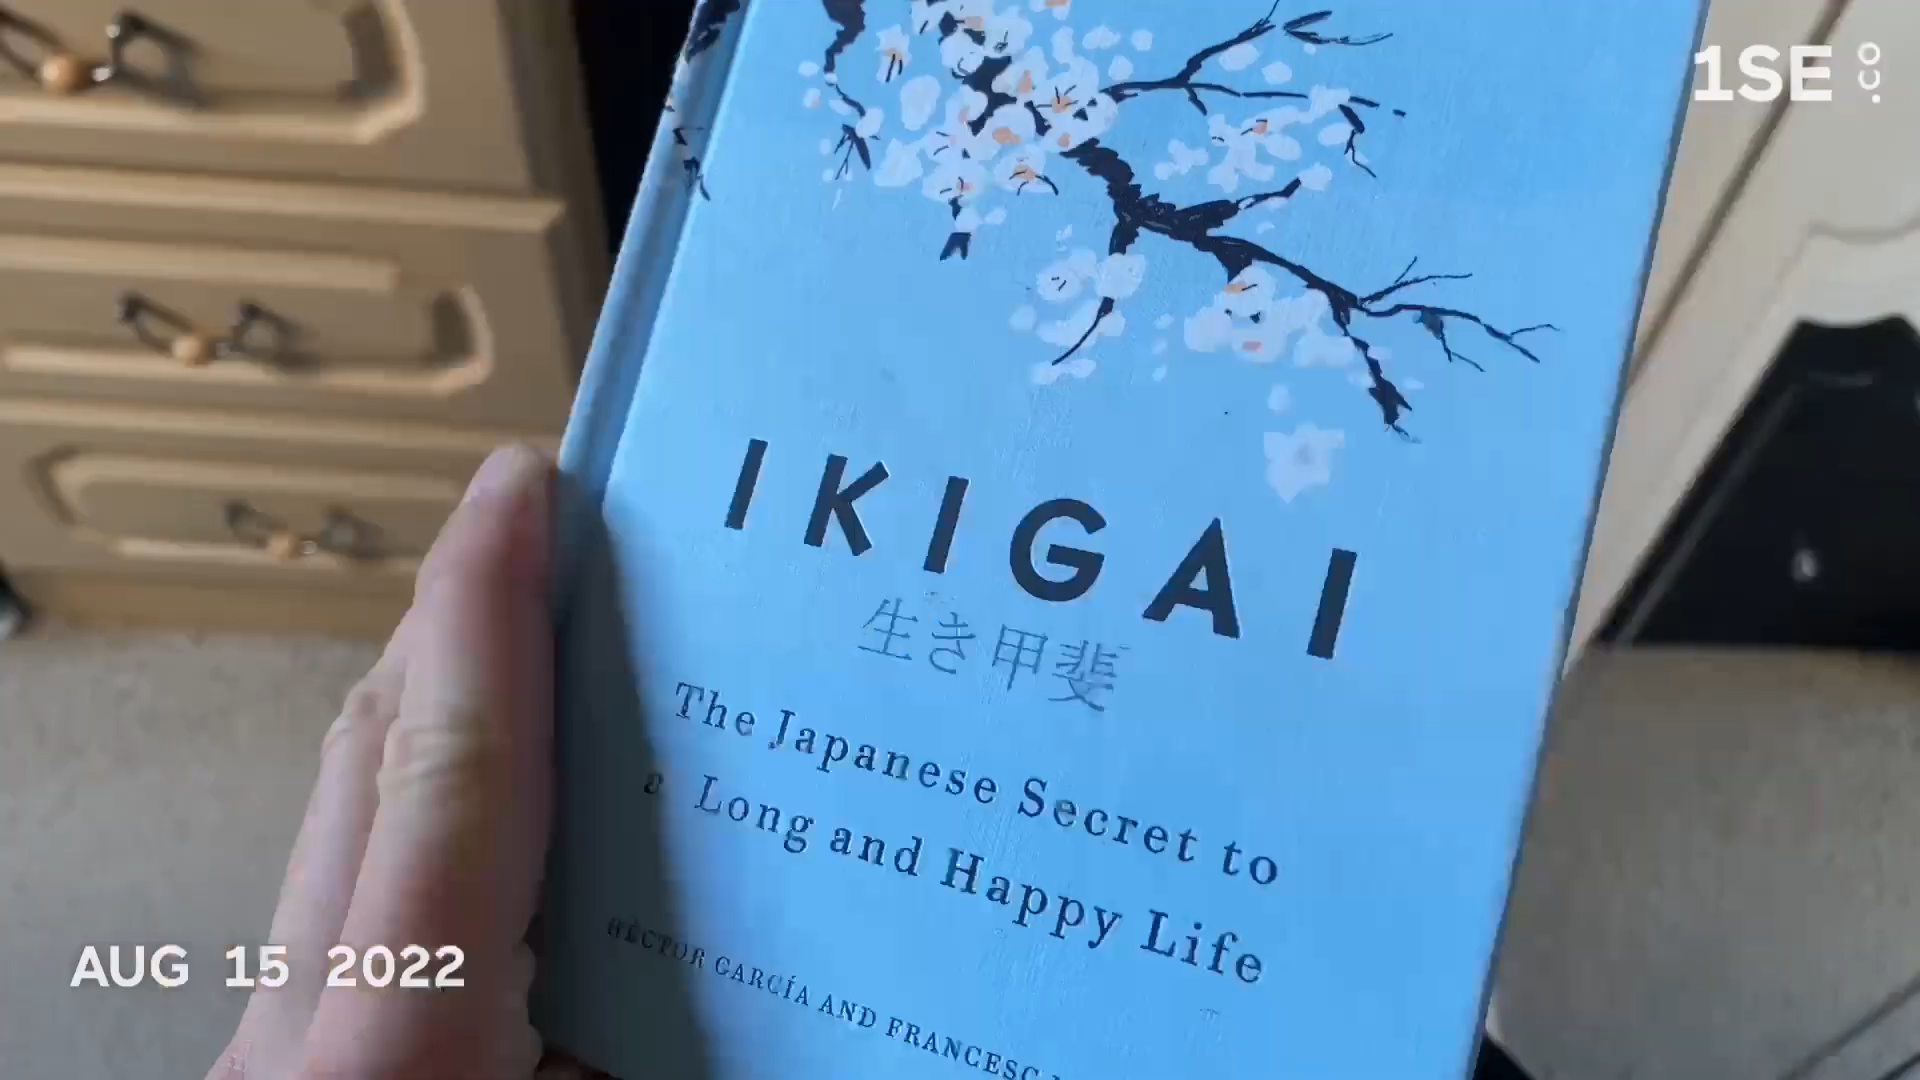 1SE .co
IKIGAI
生き甲斐
The Japanese Secret to
a Long and Happy Life
HÉCTOR GARCÍA AND FRANCESC
AUG 15 2022